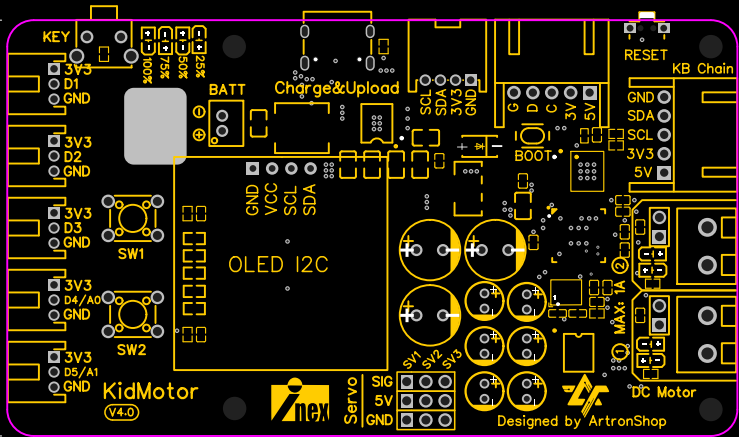 KEY
100%
75%
50%
25%
3V3
D1
GND
BATT
Charge&Upload
SCL
SDA
3V3
GND
G
D
C
3V
5V
RESET
KB Chain
GND
SDA
SCL
3V3
5V
BOOT
3V3
D2
GND
GND
VCC
SCL
SDA
3V3
D3
GND
SW1
OLED I2C
3V3
D4/A0
GND
SW2
3V3
D5/A1
GND
KidMotor
V4.0
inex
Servo
SV1
SV2
SV3
SIG
5V
GND
2
MAX: 1A
1
DC Motor
Designed by ArtronShop